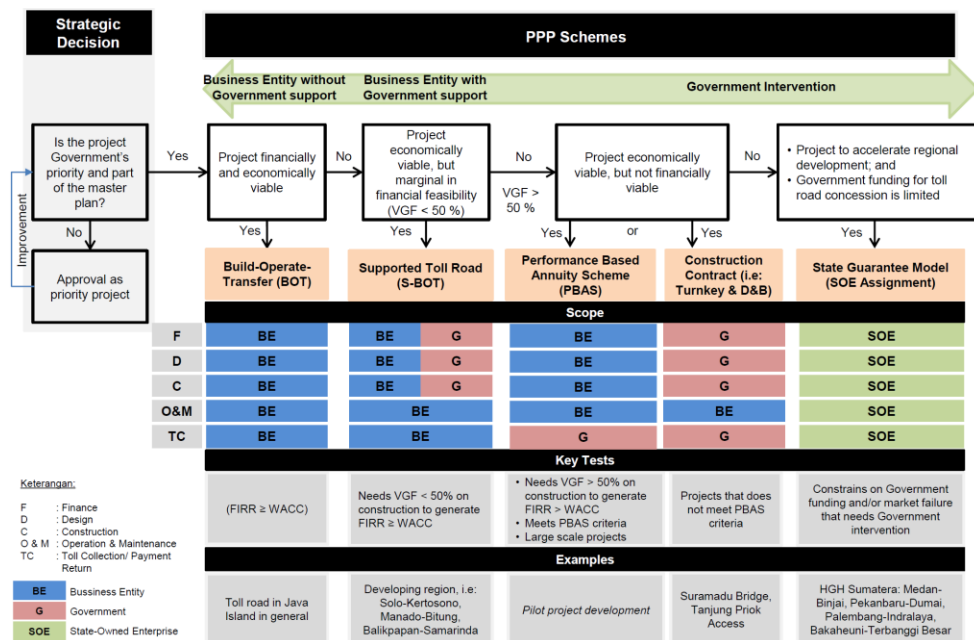 Strategic
Decision
PPP Schemes
Business Entity without
Government support
Business Entity with
Government support
Government Intervention
Is the project
Government's
priority and part
of the master
plan?
Yes
Project financially
and economically
viable
No
Project
economically
viable, but
marginal in
financial feasibility
(VGF < 50 %)
No
VGF >
50 %
Project economically
viable, but not financially
viable
No
• Project to accelerate regional
development; and
• Government funding for toll
road concession is limited
Improvement
No
Yes
Yes
Yes
or
Yes
Yes
Approval as
priority project
Build-Operate-
Transfer (BOT)
Supported Toll Road
(S-BOT)
Performance Based
Annuity Scheme
(PBAS)
Construction
Contract (i.e:
Turnkey & D&B)
State Guarantee Model
(SOE Assignment)
Scope
F BE BE G BE G SOE
D BE BE G BE G SOE
C BE BE G BE G SOE
O&M BE BE BE BE SOE
TC BE BE G G SOE
Key Tests
(FIRR ≥ WACC)
Needs VGF < 50% on
construction to generate
FIRR ≥ WACC
• Needs VGF > 50% on
construction to generate
FIRR > WACC
• Meets PBAS criteria
• Large scale projects
Projects that does
not meet PBAS
criteria
Constrains on Government
funding and/or market failure
that needs Government
intervention
Examples
Toll road in Java
Island in general
Developing region, i.e:
Solo-Kertosono,
Manado-Bitung,
Balikpapan-Samarinda
Pilot project development
Suramadu Bridge,
Tanjung Priok
Access
HGH Sumatera: Medan-
Binjai, Pekanbaru-Dumai,
Palembang-Indralaya,
Bakaheuni-Terbanggi Besar
Keterangan:
F : Finance
D : Design
C : Construction
O & M : Operation & Maintenance
TC : Toll Collection/ Payment
Return
BE Bussiness Entity
G Government
SOE State-Owned Enterprise